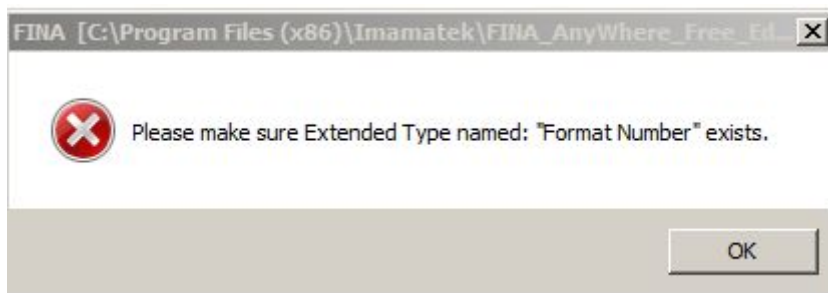 FINA [C:\Program Files (x86)\Imamatek\FINA_AnyWhere_Free_Ed...
Please make sure Extended Type named: "Format Number" exists.
OK